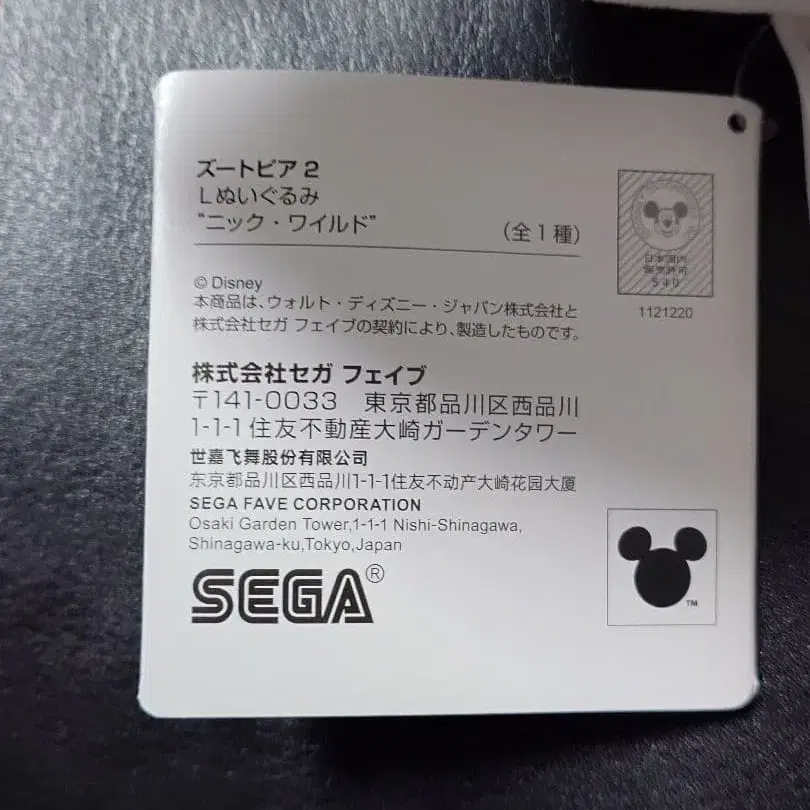 ズートピア 2
Lぬいぐるみ
“ニック・ワイルド”
（全1種）
© Disney
本商品は、ウォルト・ディズニー・ジャパン株式会社と
株式会社セガ フェイブの契約により、製造したものです。
株式会社セガ フェイブ
〒141-0033 東京都品川区西品川
1-1-1 住友不動産大崎ガーデンタワー
世嘉飞舞股份有限公司
东京都品川区西品川1-1-1住友不动产大崎花园大厦
SEGA FAVE CORPORATION
Osaki Garden Tower,1-1-1 Nishi-Shinagawa,
Shinagawa-ku,Tokyo,Japan
SEGA®
日本国内
販売許可
540
1121220
TM